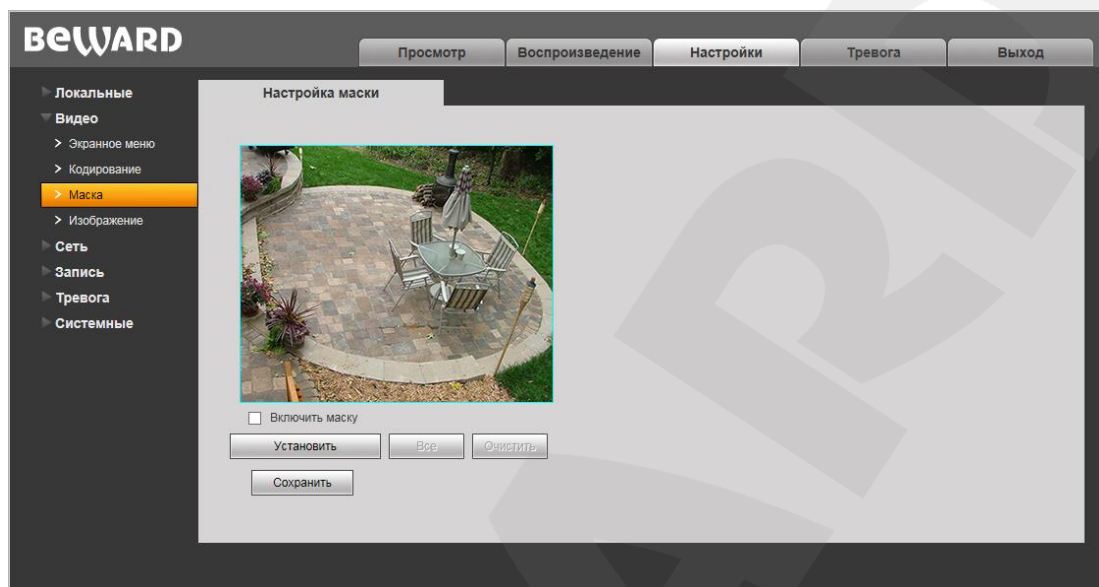 BEWARD
Просмотр Воспроизведение Настройки Тревога Выход
Локальные
Видео
> Экранное меню
> Кодирование
> Маска
> Изображение
Сеть
Запись
Тревога
Системные
Настройка маски
Включить маску
Установить Все Очистить
Сохранить